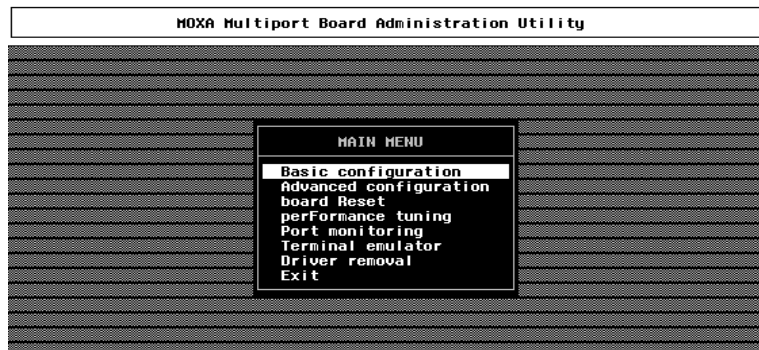 MOXA Multiport Board Administration Utility
MAIN MENU
Basic configuration
Advanced configuration
board Reset
perFormance tuning
Port monitoring
Terminal emulator
Driver removal
Exit